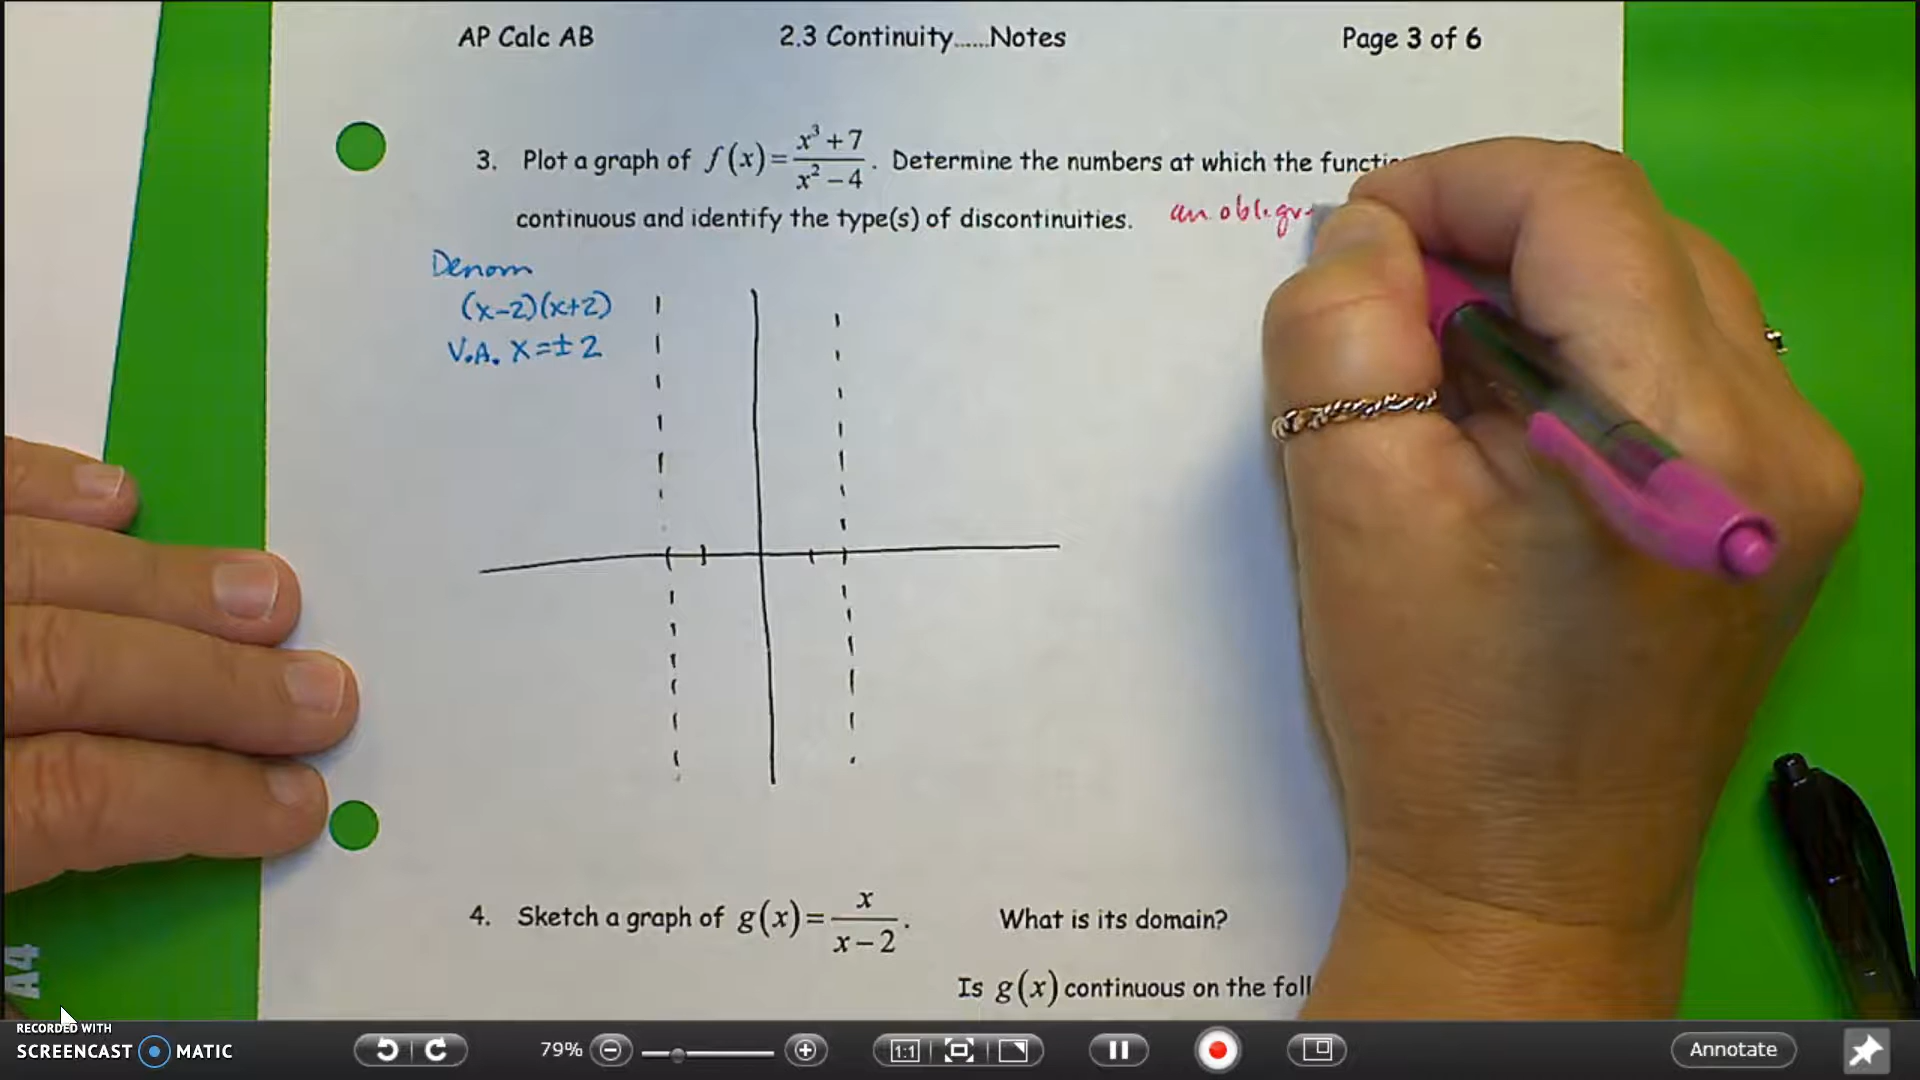 AP Calc AB 2.3 Continuity......Notes Page 3 of 6
3. Plot a graph of f(x)= x³+7 / x²−4. Determine the numbers at which the
continuous and identify the type(s) of discontinuities. an
Denom
(x-2)(x+2)
V.A. x=±2
4. Sketch a graph of g(x)= x / x−2. What is its domain?
Is g(x) continuous on the
A4
RECORDED WITH
SCREENCAST MATIC
79%
1:1
Annotate